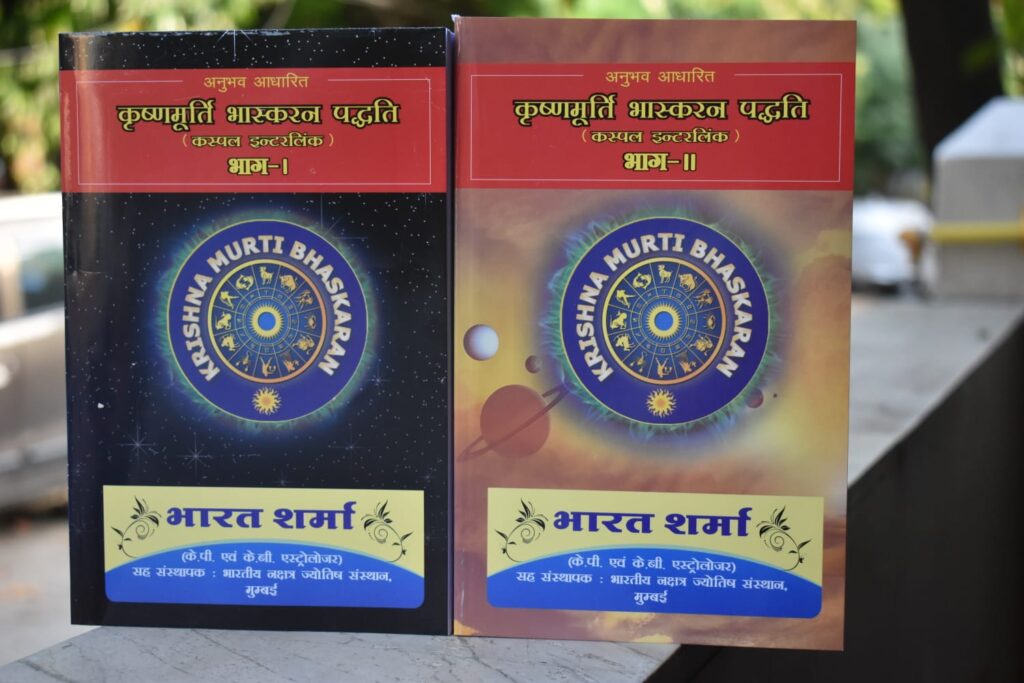 अनुभव आधारित
कृष्णमूर्ति भास्करन पद्धति
( कस्पल इन्टरलिंक )
भाग-I
KRISHNA MURTI BHASKARAN
भारत शर्मा
(के.पी. एवं के.बी. एस्ट्रोलोजर)
सह संस्थापक : भारतीय नक्षत्र ज्योतिष संस्थान,
मुम्बई
अनुभव आधारित
कृष्णमूर्ति भास्करन पद्धति
( कस्पल इन्टरलिंक )
भाग-II
KRISHNA MURTI BHASKARAN
भारत शर्मा
(के.पी. एवं के.बी. एस्ट्रोलोजर)
सह संस्थापक : भारतीय नक्षत्र ज्योतिष संस्थान,
मुम्बई